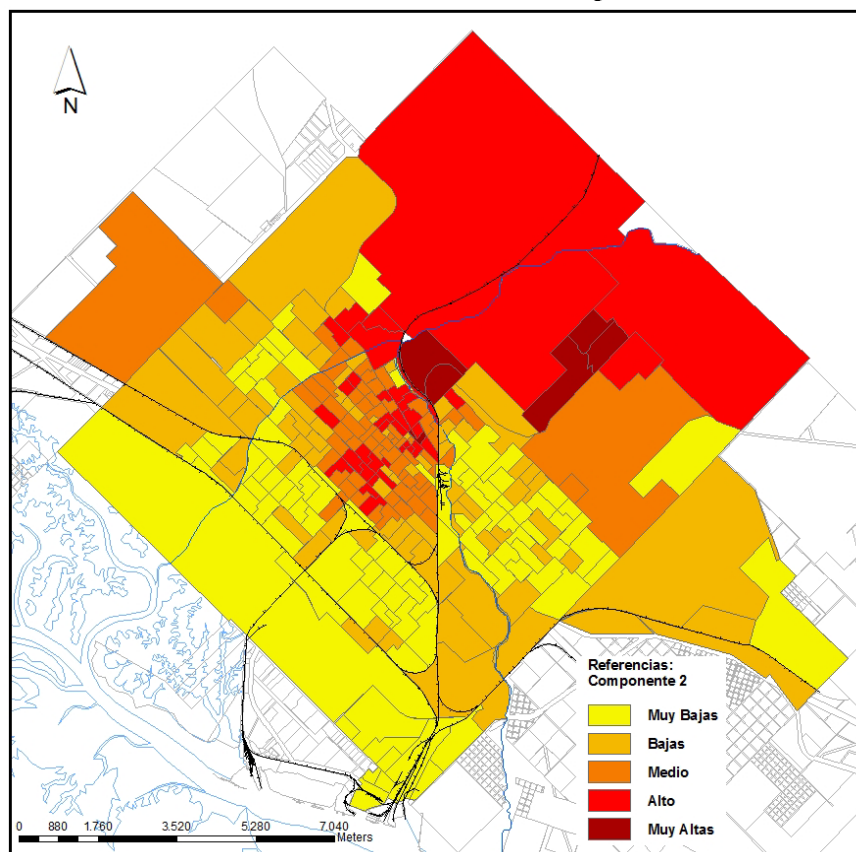 N
Referencias:
Componente 2
Muy Bajas
Bajas
Medio
Alto
Muy Altas
0 880 1.760 3.520 5.280 7.040
Meters